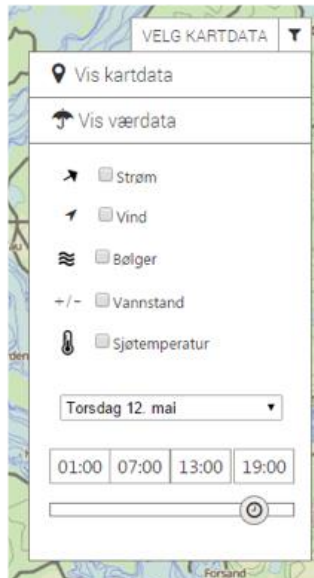 VELG KARTDATA
Vis kartdata
Vis værdata
Strøm
Vind
Bølger
+/- Vannstand
Sjøtemperatur
Torsdag 12. mai
01:00 07:00 13:00 19:00
Forsand